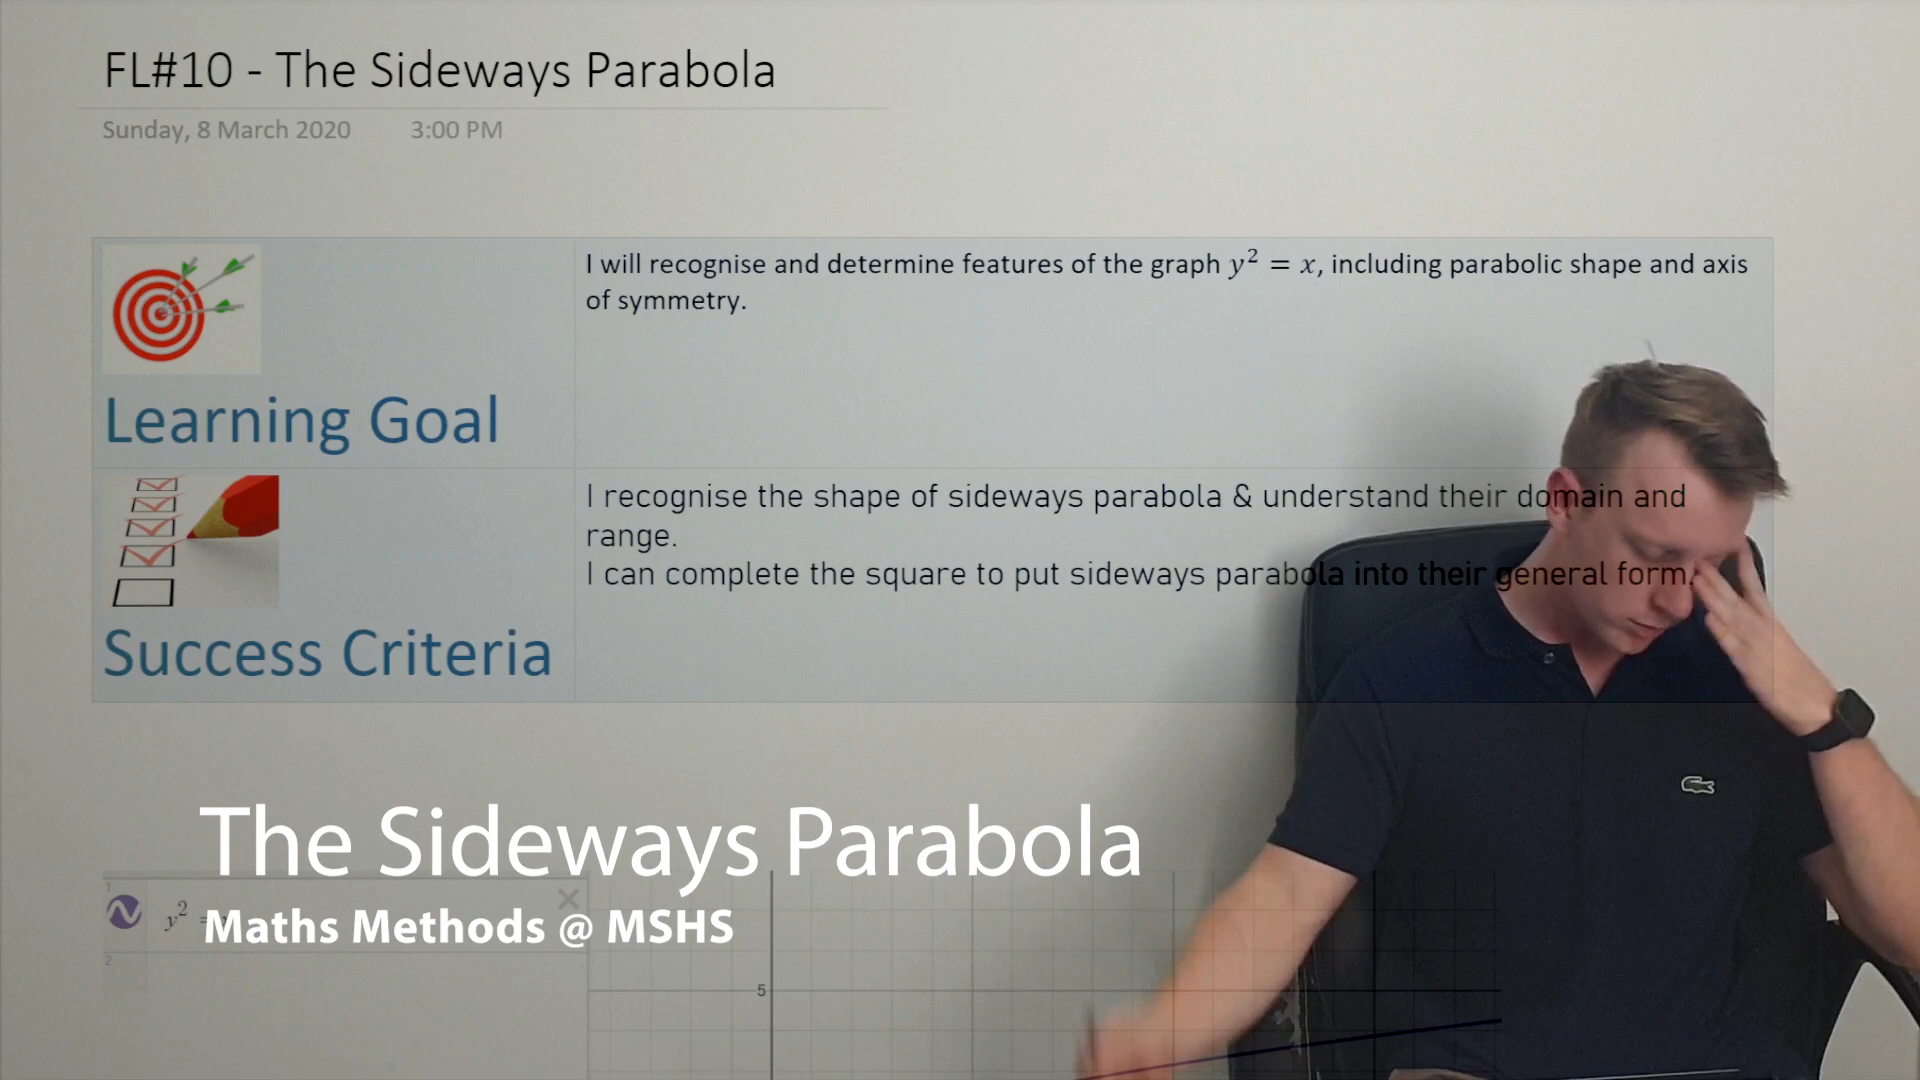 FL#10 - The Sideways Parabola
Sunday, 8 March 2020 3:00 PM
I will recognise and determine features of the graph y² = x, including parabolic shape and axis
of symmetry.
Learning Goal
I recognise the shape of sideways parabola & understand their domain and
range.
I can complete the square to put sideways parabola into their general form.
Success Criteria
The Sideways Parabola
1
y² =
Maths Methods @ MSHS
2
5